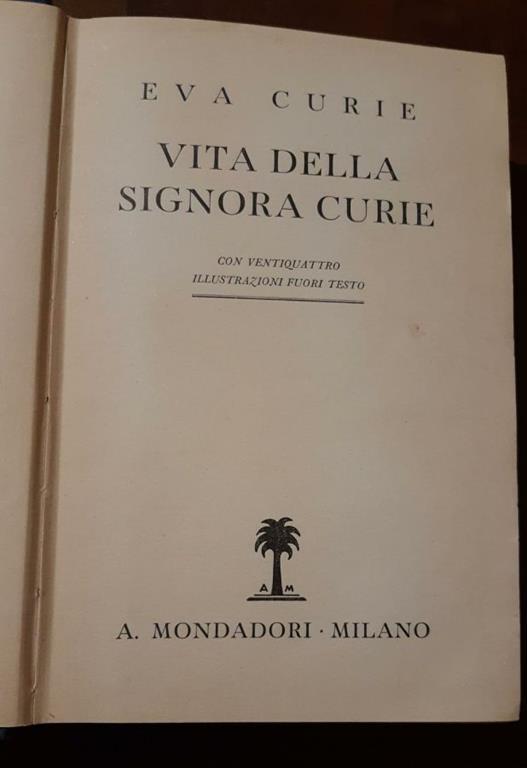 EVA CURIE
VITA DELLA
SIGNORA CURIE
CON VENTIQUATTRO
ILLUSTRAZIONI FUORI TESTO
A M
A. MONDADORI · MILANO